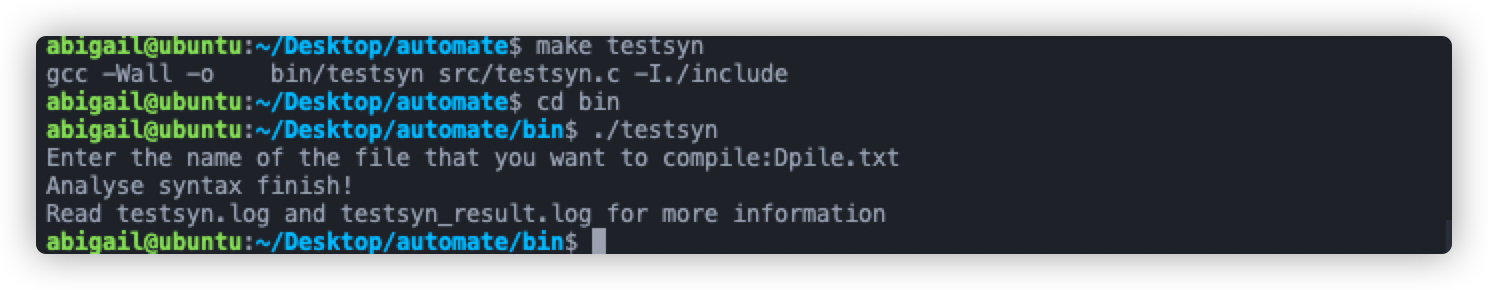 abigail@ubuntu:~/Desktop/automate$ make testsyn
gcc -Wall -o    bin/testsyn src/testsyn.c -I./include
abigail@ubuntu:~/Desktop/automate$ cd bin
abigail@ubuntu:~/Desktop/automate/bin$ ./testsyn
Enter the name of the file that you want to compile:Dpile.txt
Analyse syntax finish!
Read testsyn.log and testsyn_result.log for more information
abigail@ubuntu:~/Desktop/automate/bin$